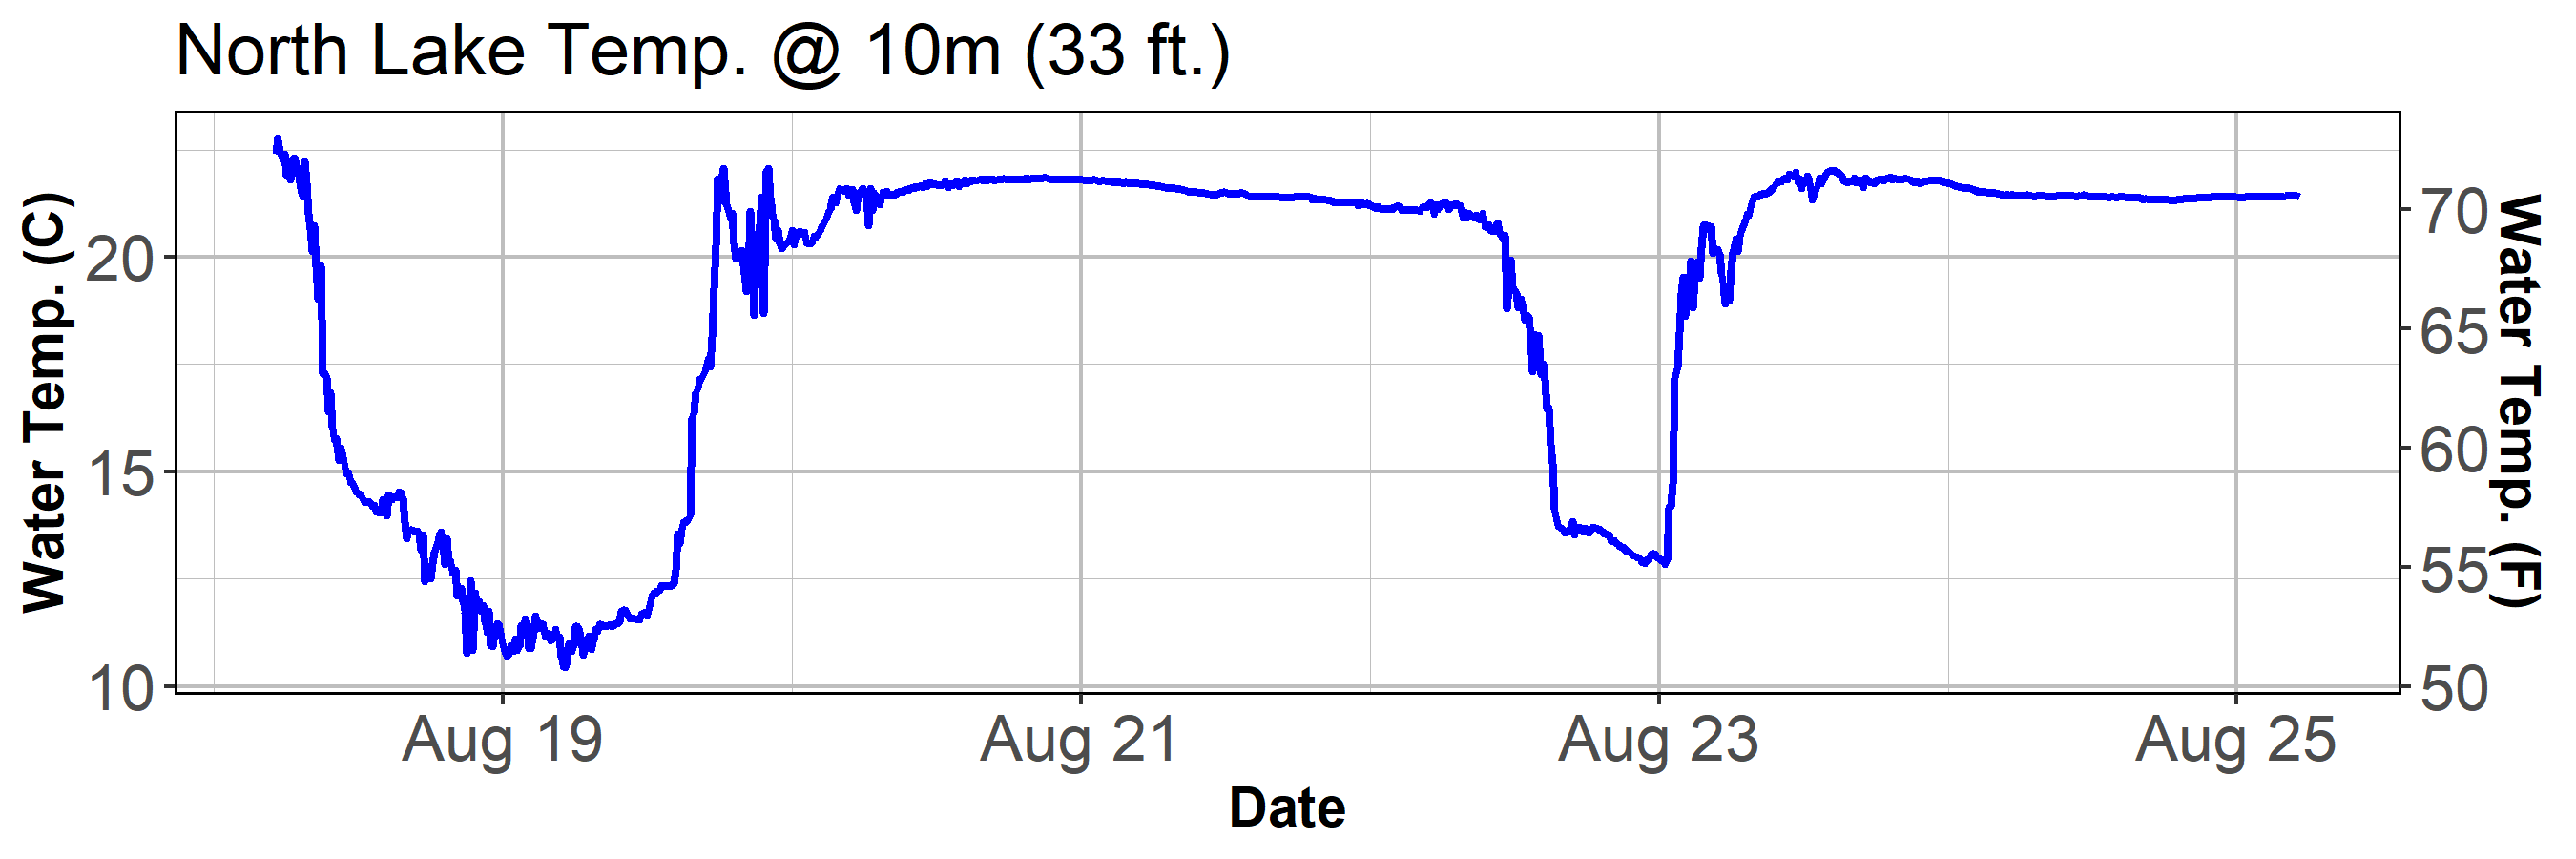 North Lake Temp. @ 10m (33 ft.)
Water Temp. (C)
20
15
10
70
65
60
55
50
Water Temp. (F)
Aug 19
Aug 21
Aug 23
Aug 25
Date